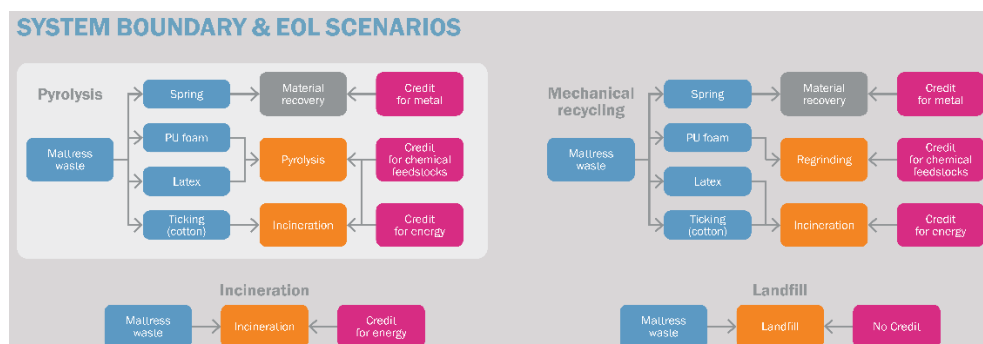 SYSTEM BOUNDARY & EOL SCENARIOS
Pyrolysis
Mattress
waste
Spring
PU foam
Latex
Ticking
(cotton)
Material
recovery
Pyrolysis
Incineration
Credit
for metal
Credit
for chemical
feedstocks
Credit
for energy
Mechanical
recycling
Mattress
waste
Spring
PU foam
Latex
Ticking
(cotton)
Material
recovery
Regrinding
Incineration
Credit
for metal
Credit
for chemical
feedstocks
Credit
for energy
Incineration
Mattress
waste
Incineration
Credit
for energy
Landfill
Mattress
waste
Landfill
No Credit